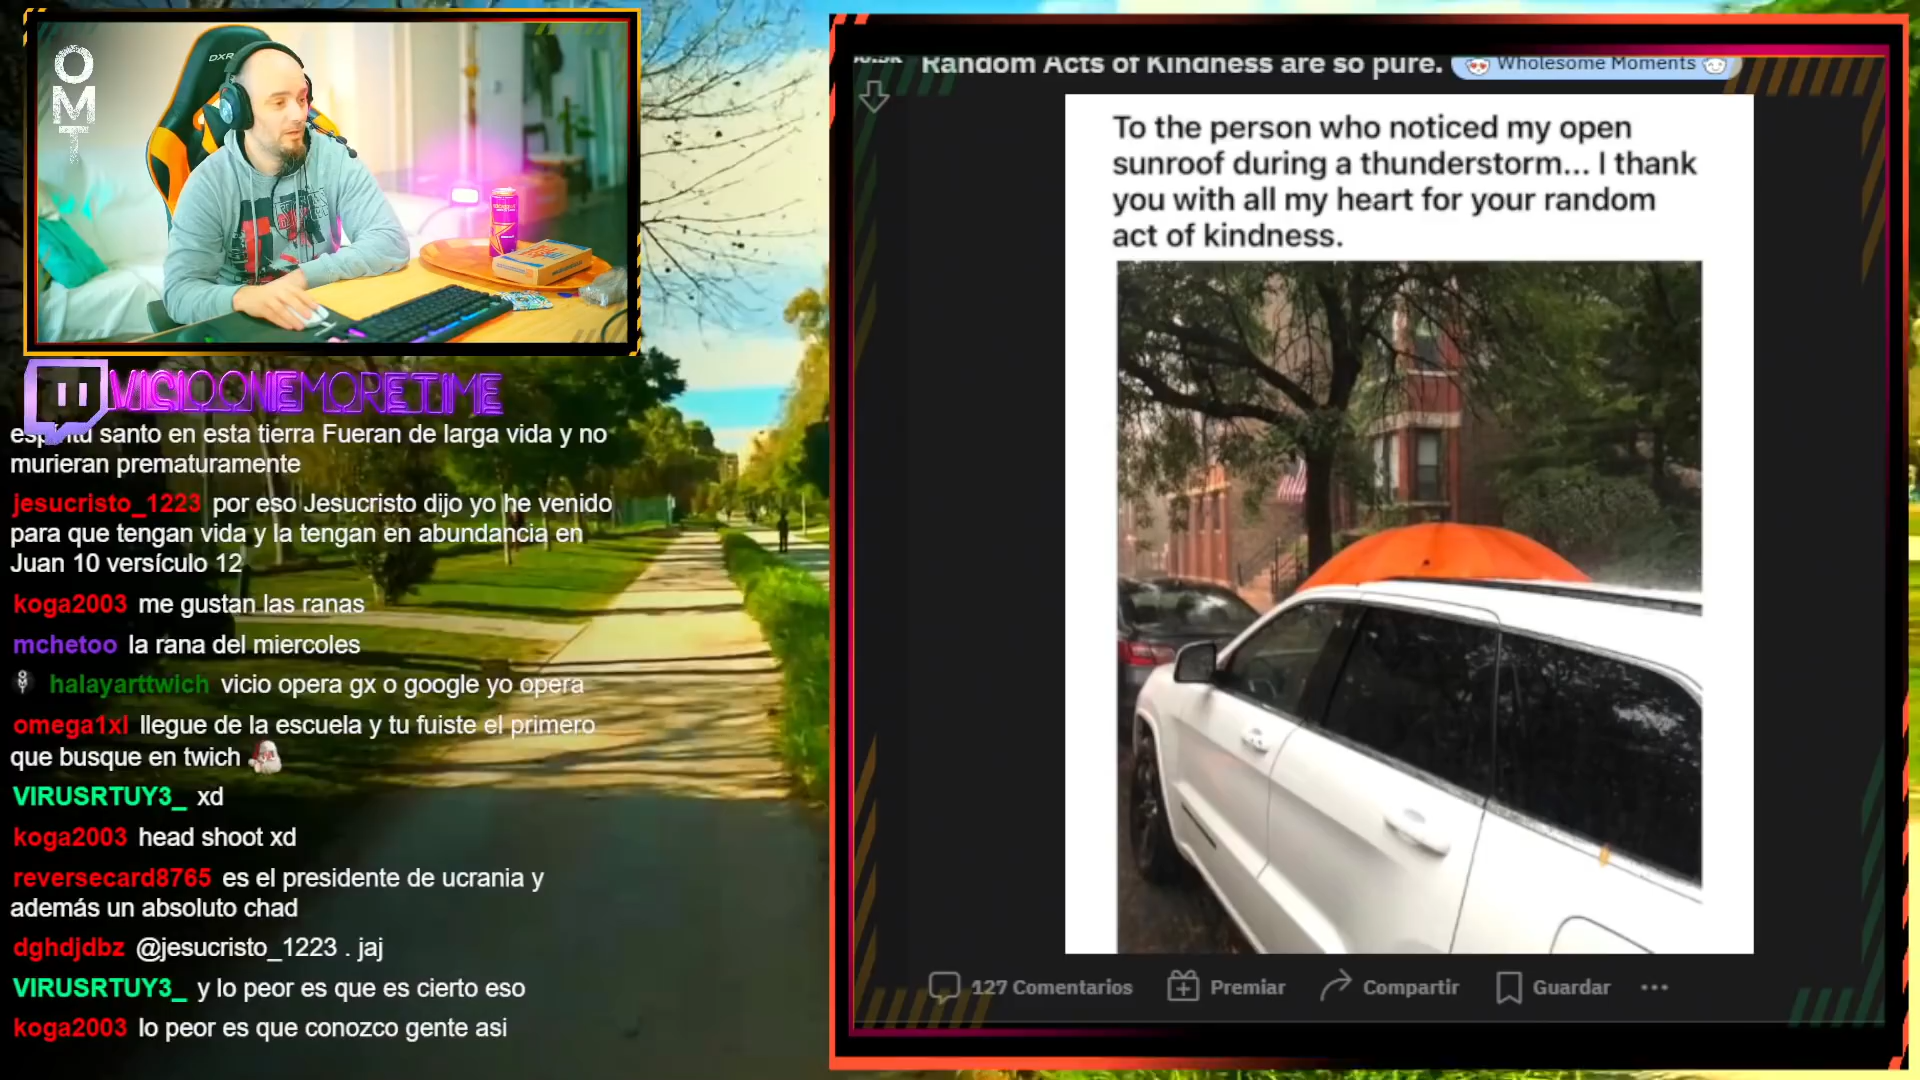 OMT
DXR
VICIOONEMORETIME
espíritu santo en esta tierra Fueran de larga vida y no
murieran prematuramente
jesucristo_1223 por eso Jesucristo dijo yo he venido
para que tengan vida y la tengan en abundancia en
Juan 10 versículo 12
koga2003 me gustan las ranas
mchetoo la rana del miercoles
halayarttwich vicio opera gx o google yo opera
omega1xl llegue de la escuela y tu fuiste el primero
que busque en twich
VIRUSRTUY3_ xd
koga2003 head shoot xd
reversecard8765 es el presidente de ucrania y
además un absoluto chad
dghdjdbz @jesucristo_1223 . jaj
VIRUSRTUY3_ y lo peor es que es cierto eso
koga2003 lo peor es que conozco gente asi
Random Acts of Kindness are so pure. Wholesome Moments
To the person who noticed my open
sunroof during a thunderstorm... I thank
you with all my heart for your random
act of kindness.
127 Comentarios Premiar Compartir Guardar ...